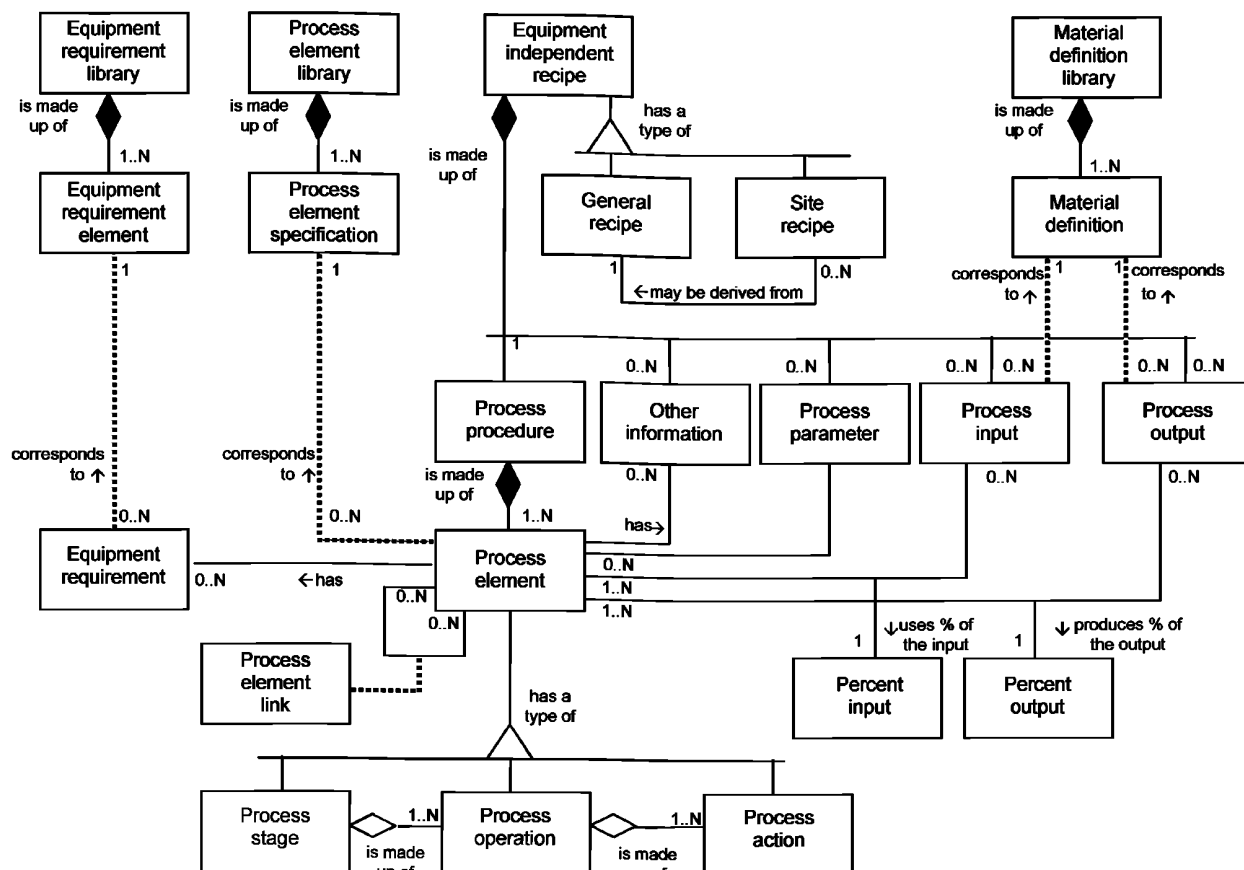 Equipment
requirement
library
Process
element
library
Equipment
independent
recipe
Material
definition
library
is made
up of
is made
up of
is made
up of
has a
type of
is made
up of
1..N
1..N
1..N
Equipment
requirement
element
Process
element
specification
General
recipe
Site
recipe
Material
definition
1
1
1
0..N
←may be derived from
corresponds
to ↑
1
1
corresponds
to ↑
1
0..N
0..N
0..N
0..N
0..N
0..N
Process
procedure
Other
information
Process
parameter
Process
input
Process
output
corresponds
to ↑
corresponds
to ↑
is made
up of
0..N
0..N
0..N
0..N
0..N
1..N
has→
Equipment
requirement
0..N
←has
Process
element
0..N
1..N
1..N
0..N
0..N
Process
element
link
1
↓uses % of
the input
1
↓ produces % of
the output
Percent
input
Percent
output
has a
type of
Process
stage
1..N
Process
operation
1..N
Process
action
is made
up of
is made